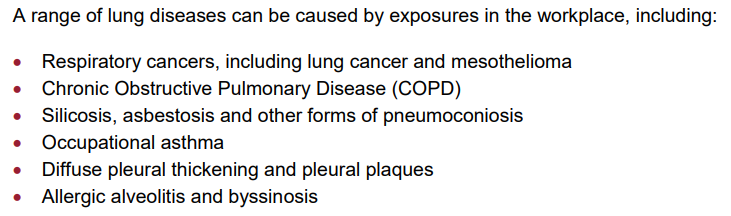 A range of lung diseases can be caused by exposures in the workplace, including:
• Respiratory cancers, including lung cancer and mesothelioma
• Chronic Obstructive Pulmonary Disease (COPD)
• Silicosis, asbestosis and other forms of pneumoconiosis
• Occupational asthma
• Diffuse pleural thickening and pleural plaques
• Allergic alveolitis and byssinosis